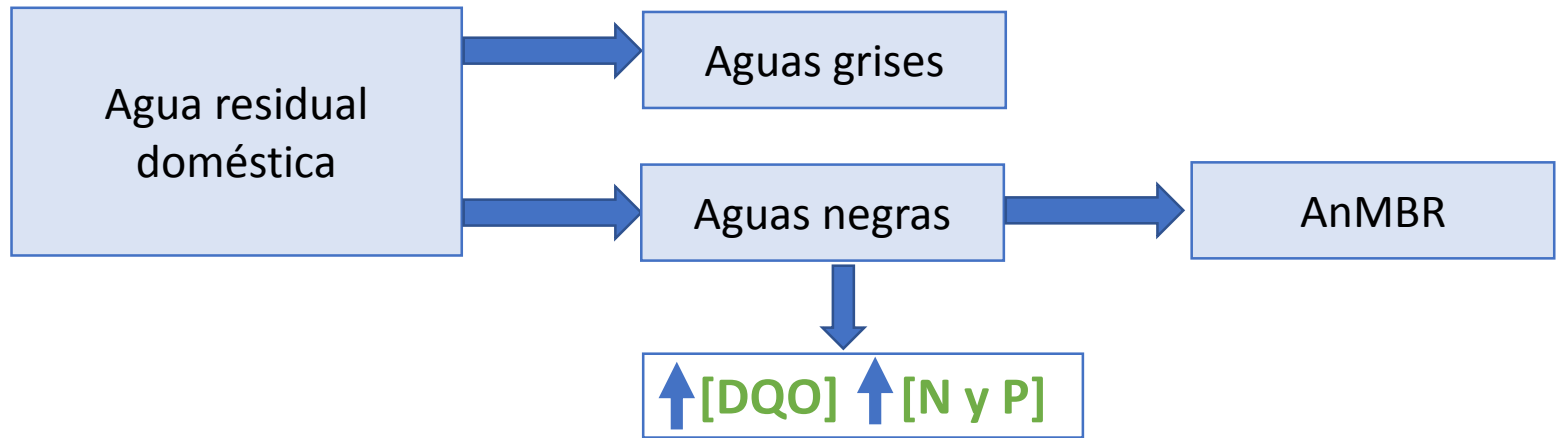 Agua residual
doméstica
Aguas grises
Aguas negras
AnMBR
[DQO] [N y P]